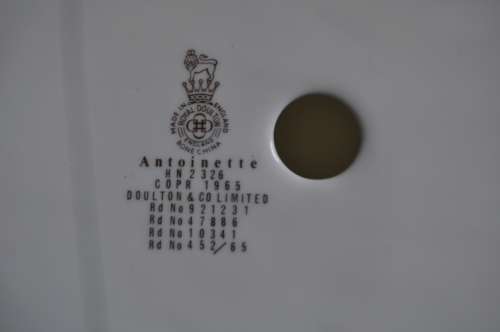 MADE IN ENGLAND
ROYAL DOULTON
ENGLAND
BONE CHINA
Antoinette
HN 2326
COPR 1965
DOULTON & CO LIMITED
Rd No 921231
Rd No 47886
Rd No 10341
Rd No 452/65